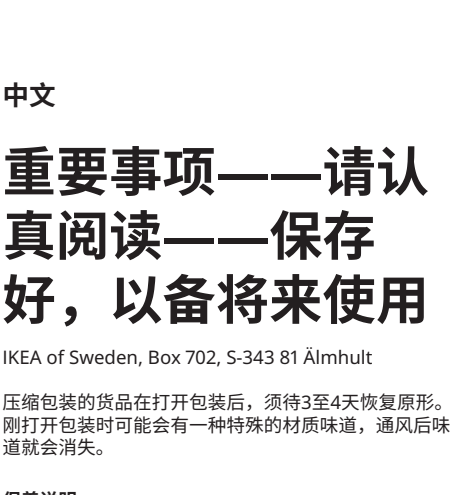 中文
重要事项——请认
真阅读——保存
好，以备将来使用
IKEA of Sweden, Box 702, S-343 81 Älmhult
压缩包装的货品在打开包装后，须待3至4天恢复原形。
刚打开包装时可能会有一种特殊的材质味道，通风后味
道就会消失。